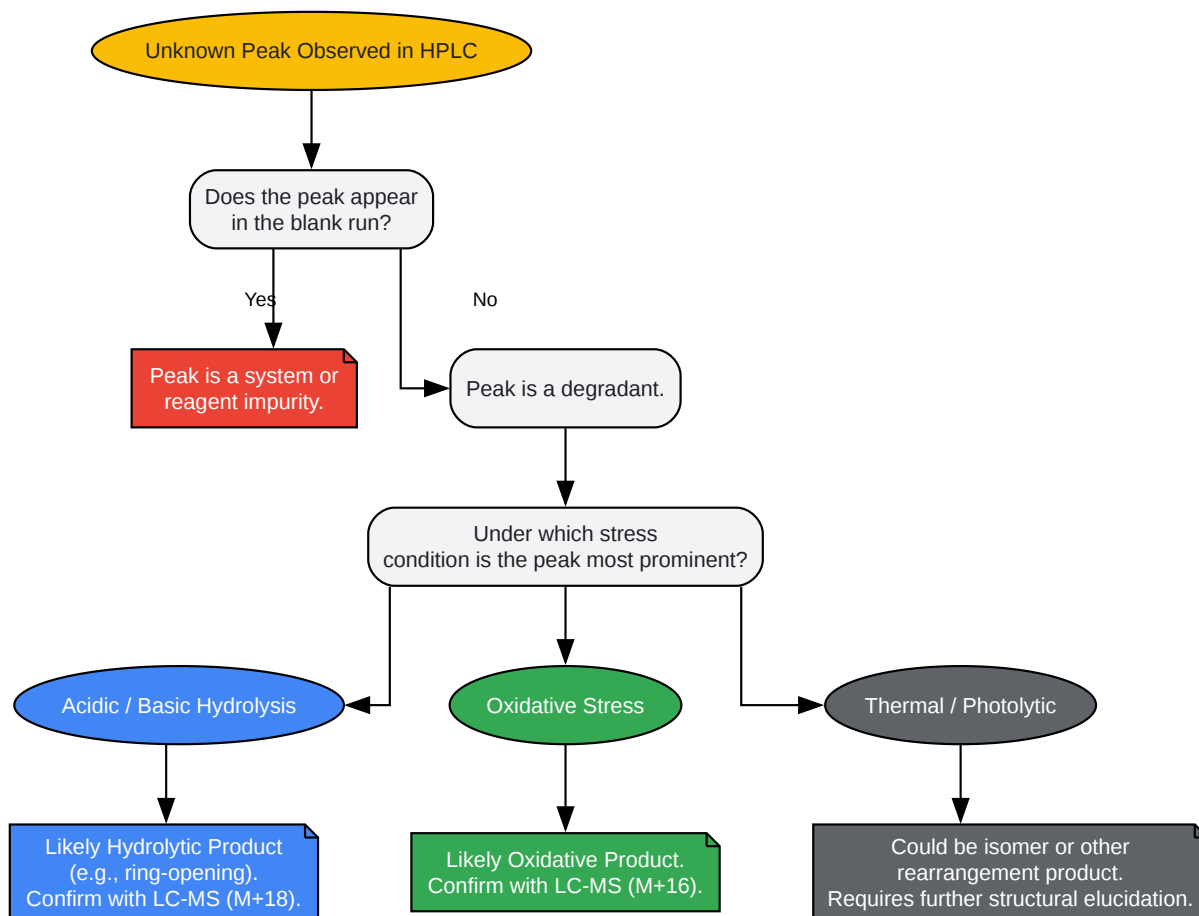 Unknown Peak Observed in HPLC
Does the peak appear
in the blank run?
Yes
No
Peak is a system or
reagent impurity.
Peak is a degradant.
Under which stress
condition is the peak most prominent?
Acidic / Basic Hydrolysis
Oxidative Stress
Thermal / Photolytic
Likely Hydrolytic Product
(e.g., ring-opening).
Confirm with LC-MS (M+18).
Likely Oxidative Product.
Confirm with LC-MS (M+16).
Could be isomer or other
rearrangement product.
Requires further structural elucidation.